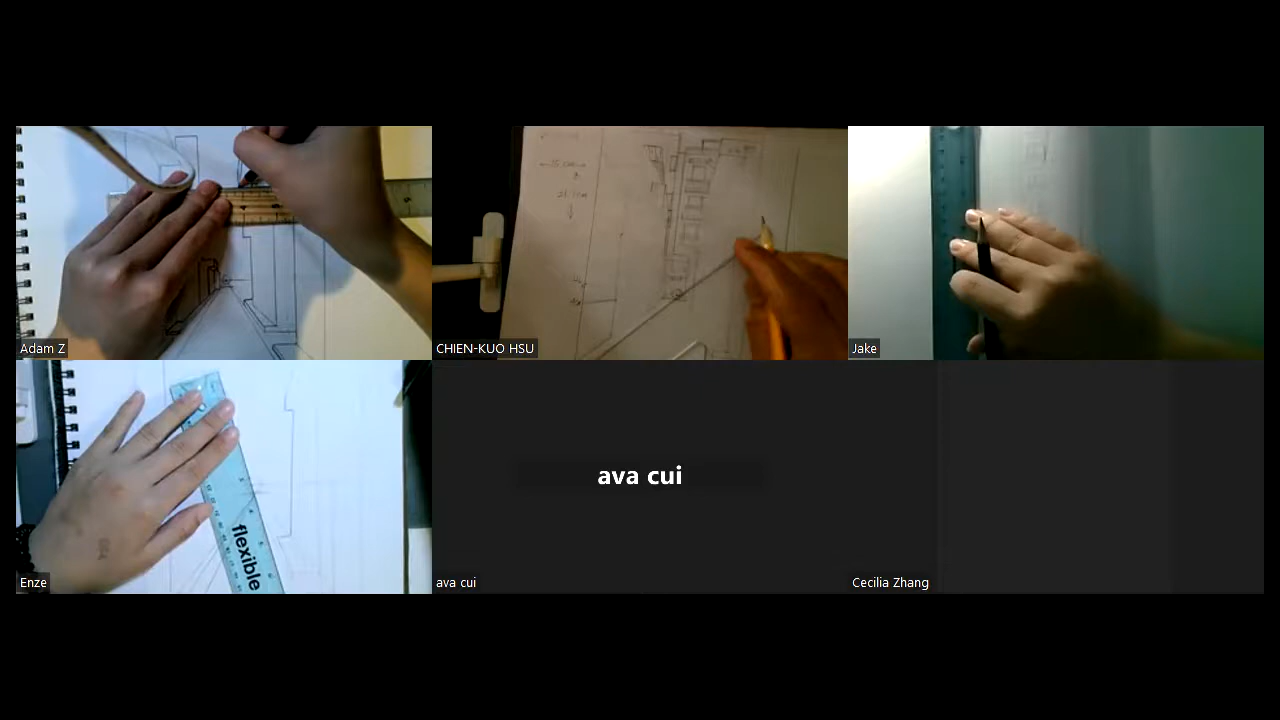 Adam Z
CHIEN-KUO HSU
Jake
flexible
Enze
ava cui
ava cui
Cecilia Zhang